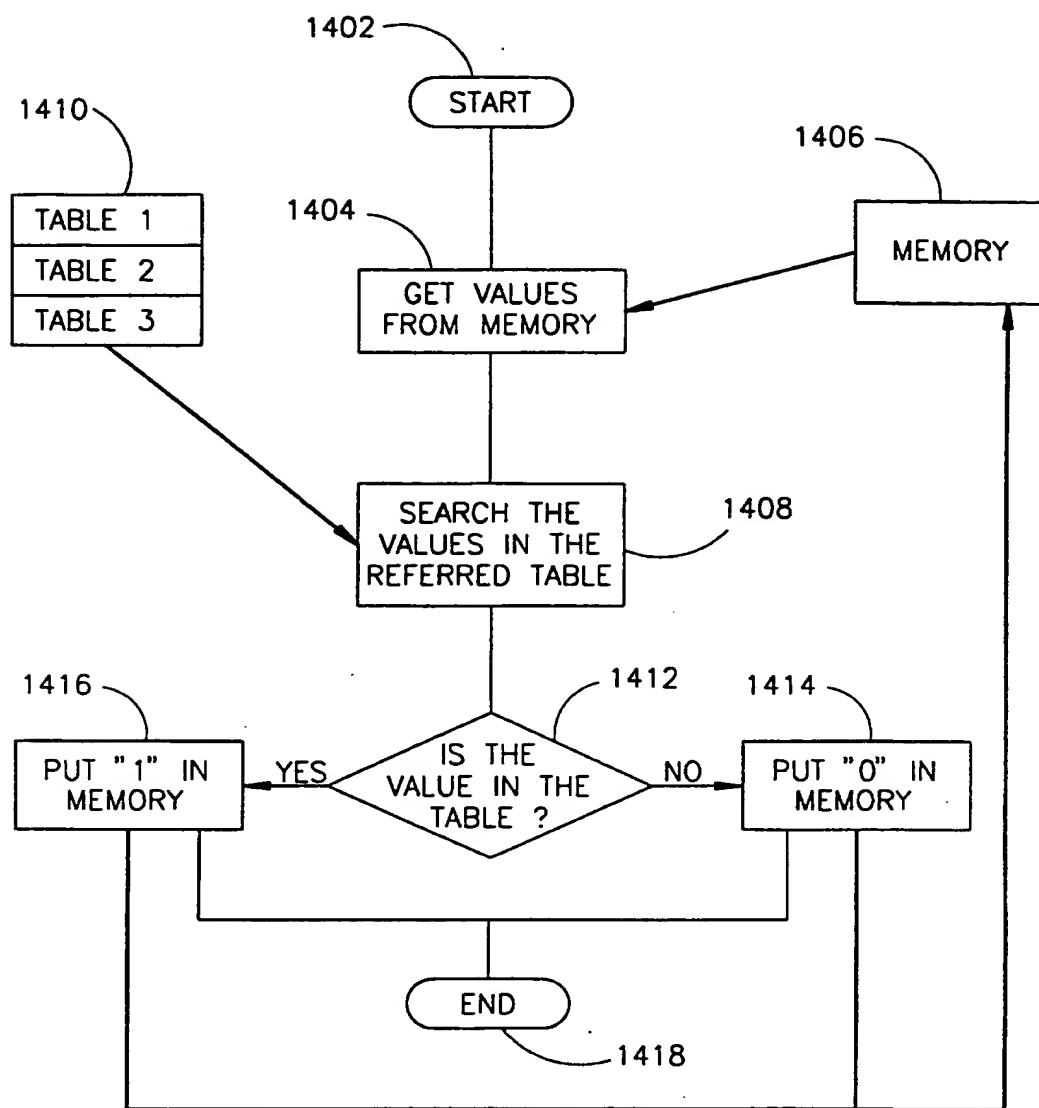 1402
START
1410
1406
TABLE 1
TABLE 2
TABLE 3
1404
MEMORY
GET VALUES
FROM MEMORY
SEARCH THE
VALUES IN THE
REFERRED TABLE
1408
1416
1412
1414
PUT "1" IN
MEMORY
YES
IS THE
VALUE IN THE
TABLE ?
NO
PUT "0" IN
MEMORY
END
1418